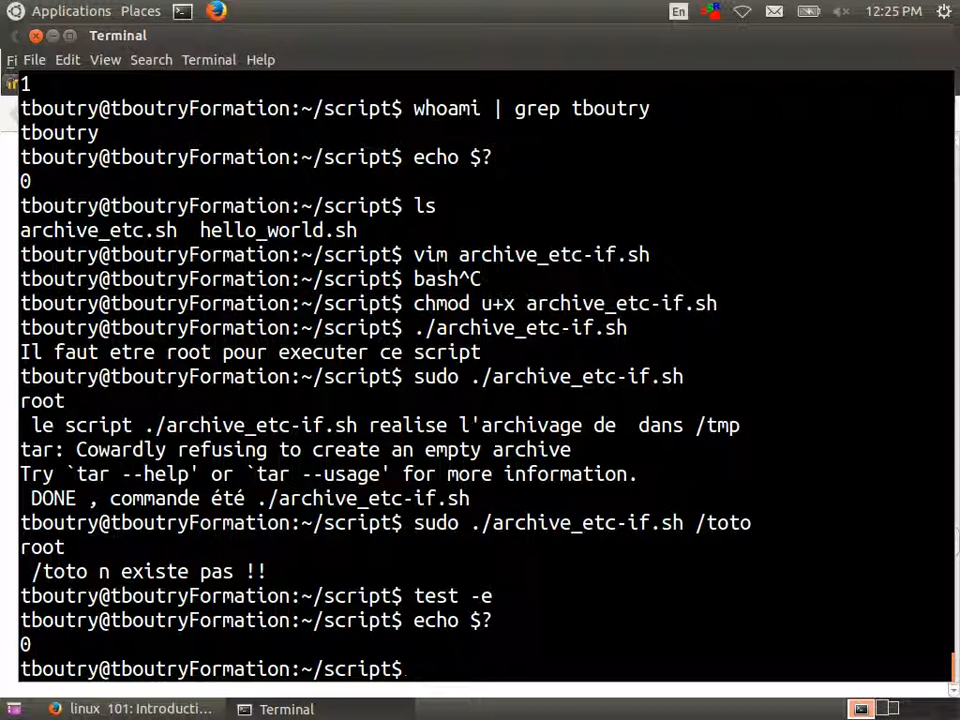 Applications Places En 12:25 PM
Terminal
Fi File Edit View Search Terminal Help
1
tboutry@tboutryFormation:~/script$ whoami | grep tboutry
tboutry
tboutry@tboutryFormation:~/script$ echo $?
0
tboutry@tboutryFormation:~/script$ ls
archive_etc.sh  hello_world.sh
tboutry@tboutryFormation:~/script$ vim archive_etc-if.sh
tboutry@tboutryFormation:~/script$ bash^C
tboutry@tboutryFormation:~/script$ chmod u+x archive_etc-if.sh
tboutry@tboutryFormation:~/script$ ./archive_etc-if.sh
Il faut etre root pour executer ce script
tboutry@tboutryFormation:~/script$ sudo ./archive_etc-if.sh
root
 le script ./archive_etc-if.sh realise l'archivage de  dans /tmp
tar: Cowardly refusing to create an empty archive
Try `tar --help' or `tar --usage' for more information.
 DONE , commande été ./archive_etc-if.sh
tboutry@tboutryFormation:~/script$ sudo ./archive_etc-if.sh /toto
root
 /toto n existe pas !!
tboutry@tboutryFormation:~/script$ test -e
tboutry@tboutryFormation:~/script$ echo $?
0
tboutry@tboutryFormation:~/script$
linux_101: Introducti... Terminal